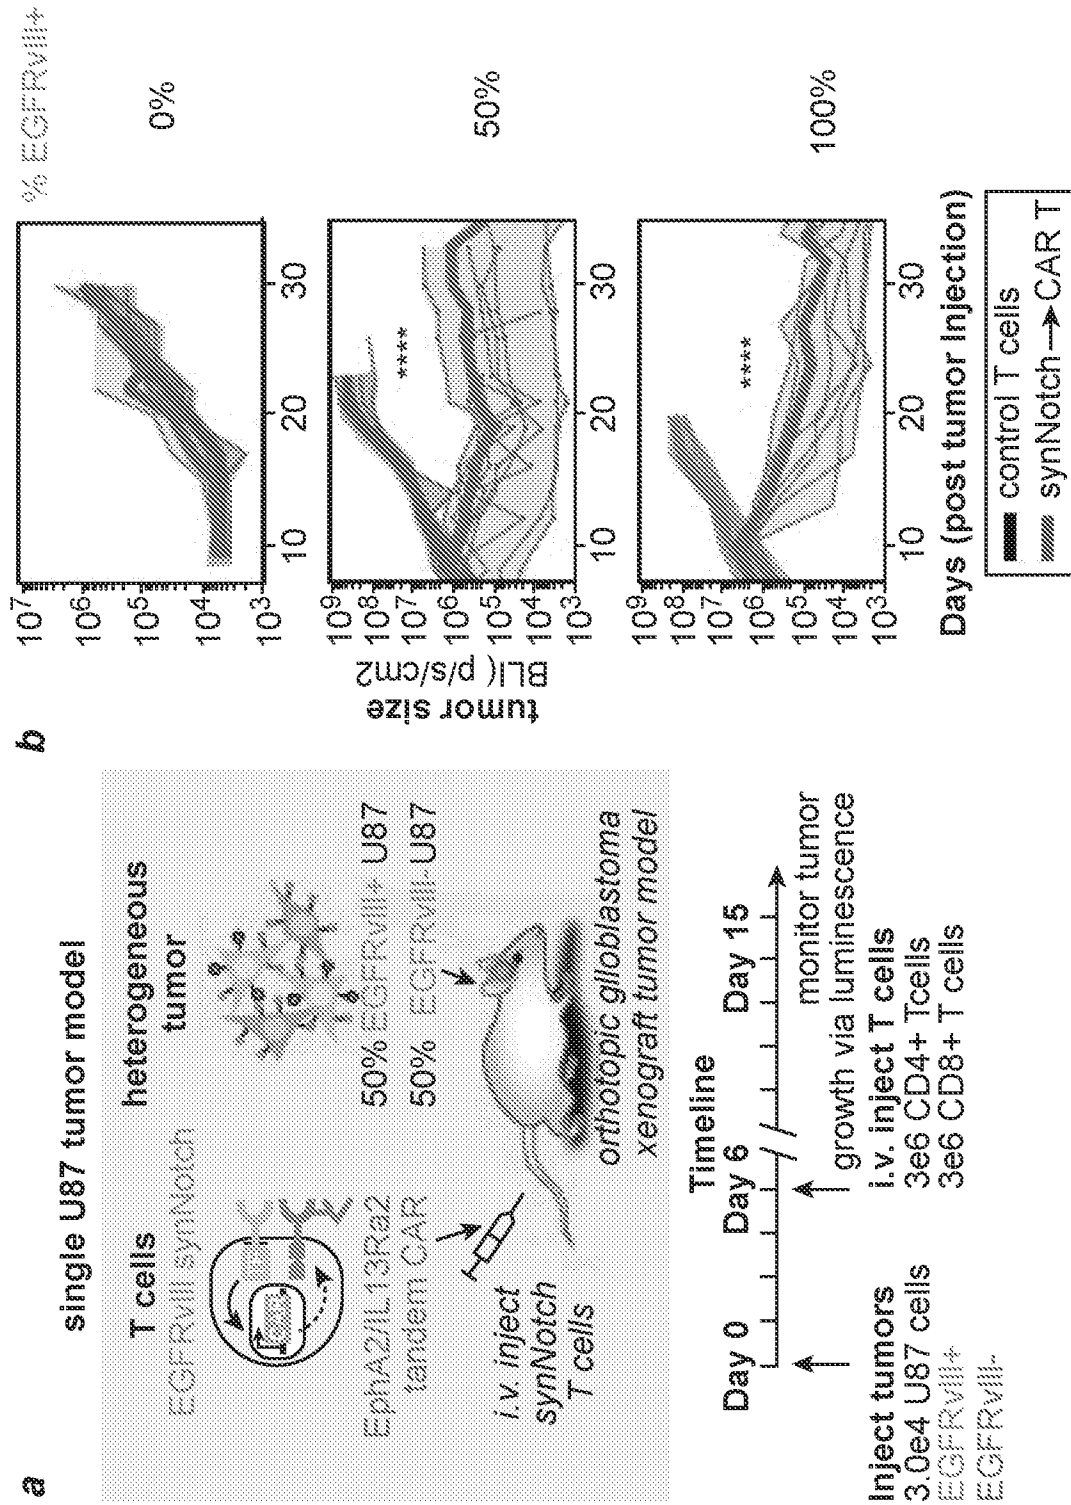 a
single U87 tumor model
T cells
heterogeneous
tumor
EGFRvIII synNotch
EphA2/IL13Ra2
tandem CAR
50% EGFRvIII+ U87
50% EGFRvIII- U87
i.v. inject
synNotch
T cells
orthotopic glioblastoma
xenograft tumor model
Timeline
Day 0
Day 6
Day 15
Inject tumors
3.0e4 U87 cells
EGFRvIII+
EGFRvIII-
monitor tumor
growth via luminescence
i.v. inject T cells
3e6 CD4+ Tcells
3e6 CD8+ T cells
b
% EGFRvIII+
10⁷
10⁶
10⁵
10⁴
10³
10 20 30
0%
tumor size
BLI( p/s/cm2
10⁹
10⁸
10⁷
10⁶
10⁵
10⁴
10³
****
10 20 30
50%
10⁹
10⁸
10⁷
10⁶
10⁵
10⁴
10³
****
10 20 30
100%
Days (post tumor Injection)
control T cells
synNotch→CAR T